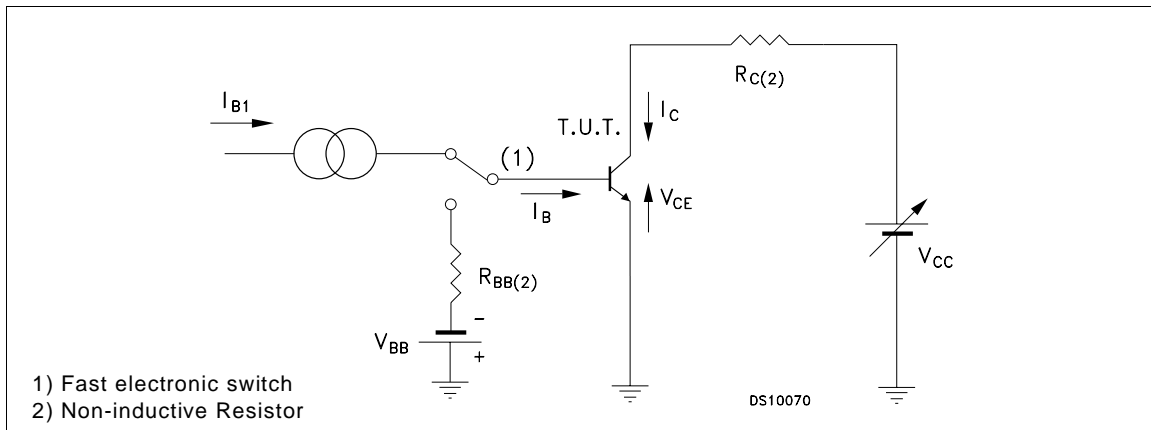 R_C(2)
I_B1
I_C
T.U.T.
(1)
I_B
V_CE
V_CC
R_BB(2)
-
V_BB
+
1) Fast electronic switch
2) Non-inductive Resistor
DS10070